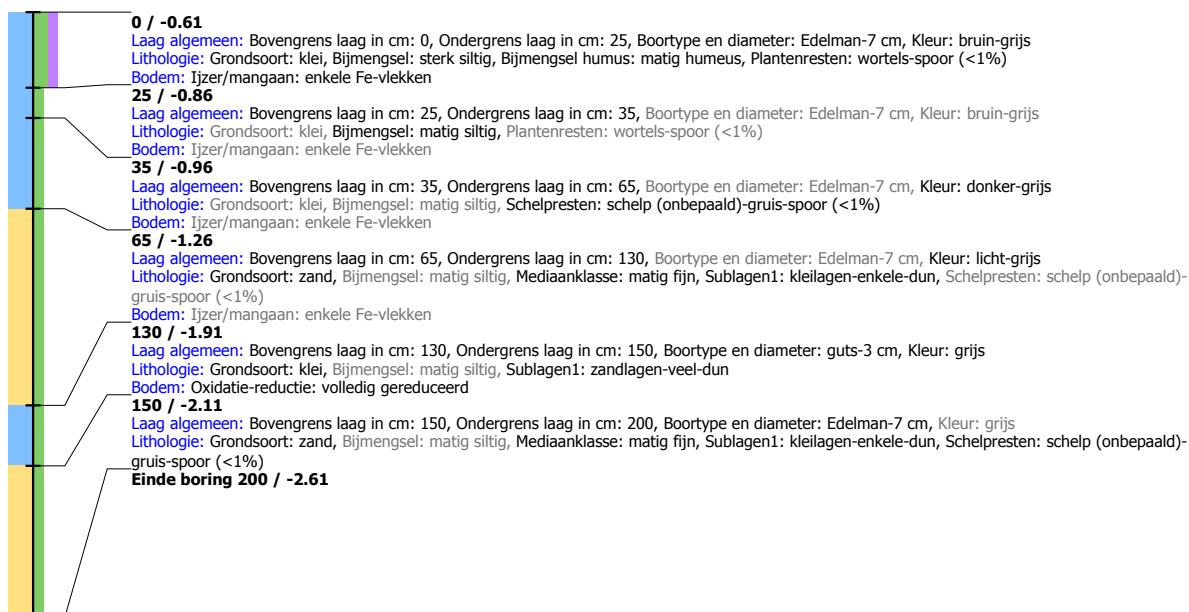 0 / -0.61
Laag algemeen: Bovengrens laag in cm: 0, Ondergrens laag in cm: 25, Boortype en diameter: Edelman-7 cm, Kleur: bruin-grijs
Lithologie: Grondsoort: klei, Bijmengsel: sterk siltig, Bijmengsel humus: matig humeus, Plantenresten: wortels-spoor (<1%)
Bodem: Ijzer/mangaan: enkele Fe-vlekken
25 / -0.86
Laag algemeen: Bovengrens laag in cm: 25, Ondergrens laag in cm: 35, Boortype en diameter: Edelman-7 cm, Kleur: bruin-grijs
Lithologie: Grondsoort: klei, Bijmengsel: matig siltig, Plantenresten: wortels-spoor (<1%)
Bodem: Ijzer/mangaan: enkele Fe-vlekken
35 / -0.96
Laag algemeen: Bovengrens laag in cm: 35, Ondergrens laag in cm: 65, Boortype en diameter: Edelman-7 cm, Kleur: donker-grijs
Lithologie: Grondsoort: klei, Bijmengsel: matig siltig, Schelpresten: schelp (onbepaald)-gruis-spoor (<1%)
Bodem: Ijzer/mangaan: enkele Fe-vlekken
65 / -1.26
Laag algemeen: Bovengrens laag in cm: 65, Ondergrens laag in cm: 130, Boortype en diameter: Edelman-7 cm, Kleur: licht-grijs
Lithologie: Grondsoort: zand, Bijmengsel: matig siltig, Mediaanklasse: matig fijn, Sublagen1: kleilagen-enkele-dun, Schelpresten: schelp (onbepaald)-
gruis-spoor (<1%)
Bodem: Ijzer/mangaan: enkele Fe-vlekken
130 / -1.91
Laag algemeen: Bovengrens laag in cm: 130, Ondergrens laag in cm: 150, Boortype en diameter: guts-3 cm, Kleur: grijs
Lithologie: Grondsoort: klei, Bijmengsel: matig siltig, Sublagen1: zandlagen-veel-dun
Bodem: Oxidatie-reductie: volledig gereduceerd
150 / -2.11
Laag algemeen: Bovengrens laag in cm: 150, Ondergrens laag in cm: 200, Boortype en diameter: Edelman-7 cm, Kleur: grijs
Lithologie: Grondsoort: zand, Bijmengsel: matig siltig, Mediaanklasse: matig fijn, Sublagen1: kleilagen-enkele-dun, Schelpresten: schelp (onbepaald)-
gruis-spoor (<1%)
Einde boring 200 / -2.61